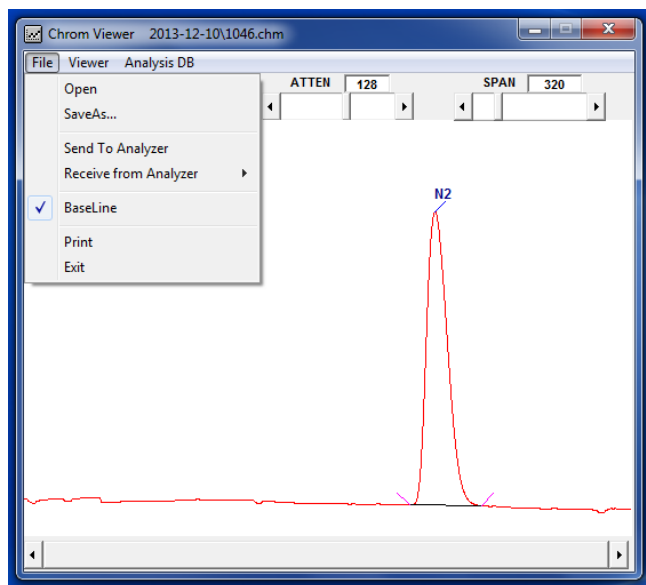 Chrom Viewer 2013-12-10\1046.chm
File Viewer Analysis DB
ATTEN 128 SPAN 320
Open
SaveAs...
Send To Analyzer
Receive from Analyzer
BaseLine
Print
Exit
N2